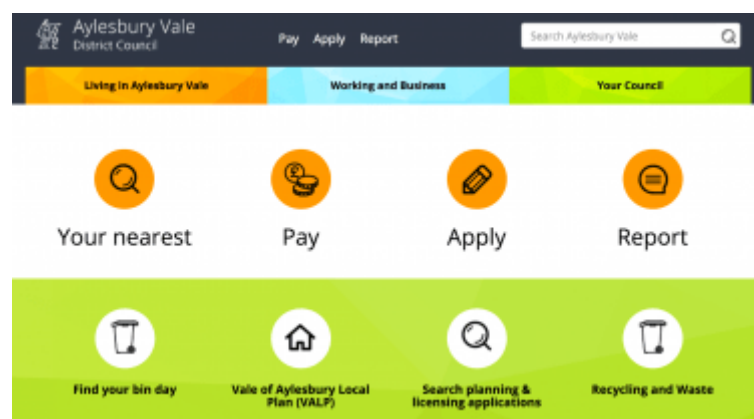 Aylesbury Vale
District Council
Pay Apply Report
Search Aylesbury Vale
Living in Aylesbury Vale
Working and Business
Your Council
Your nearest
Pay
Apply
Report
Find your bin day
Vale of Aylesbury Local
Plan (VALP)
Search planning &
licensing applications
Recycling and Waste